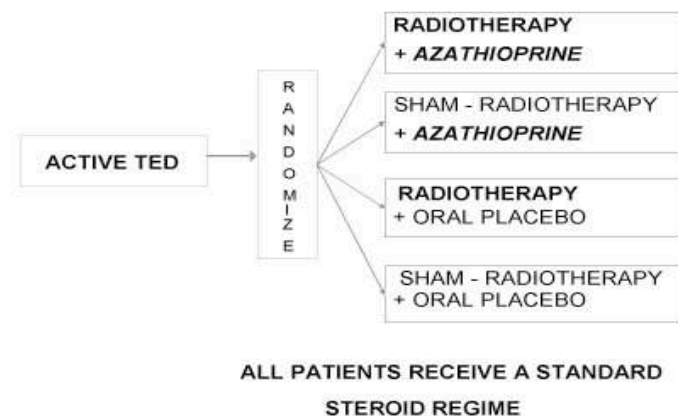 ACTIVE TED
RANDOMIZE
RADIOTHERAPY
+ AZATHIOPRINE
SHAM - RADIOTHERAPY
+ AZATHIOPRINE
RADIOTHERAPY
+ ORAL PLACEBO
SHAM - RADIOTHERAPY
+ ORAL PLACEBO
ALL PATIENTS RECEIVE A STANDARD
STEROID REGIME